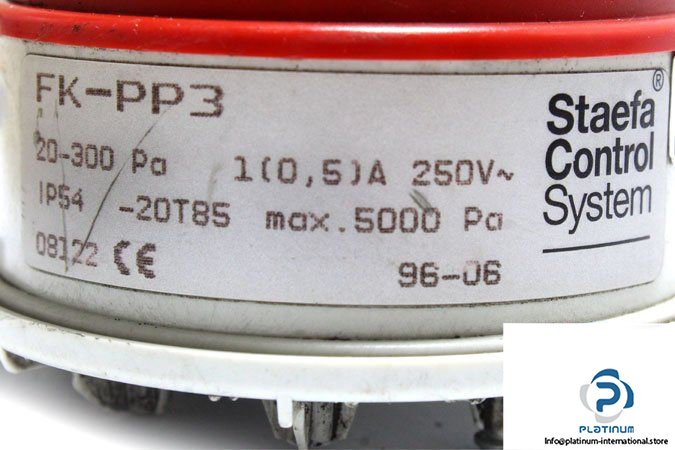 FK-PP3
20-300 Pa 1(0,5)A 250V~
IP54 -20T85 max.5000 Pa
08122 CE 96-06
Staefa®
Control
System
PLATINUM
Info@platinum-international.store